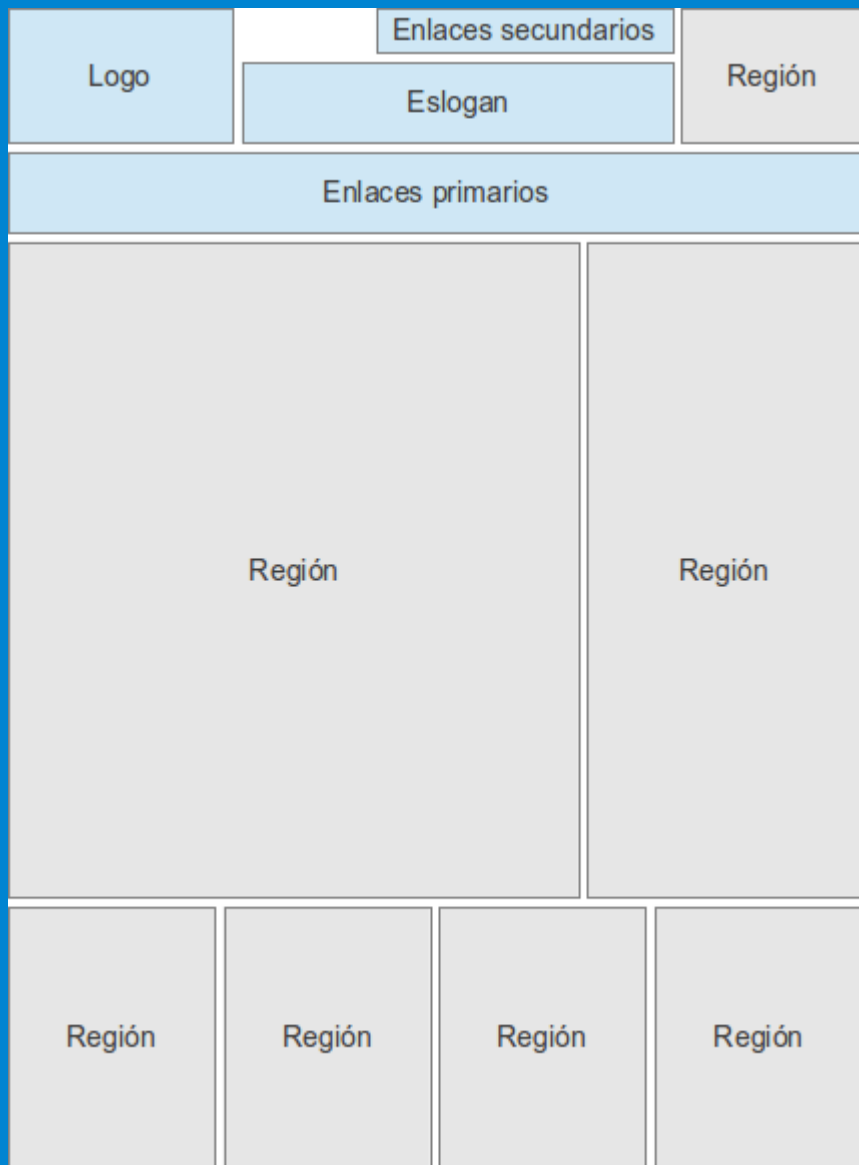 Logo
Enlaces secundarios
Eslogan
Región
Enlaces primarios
Región
Región
Región
Región
Región
Región